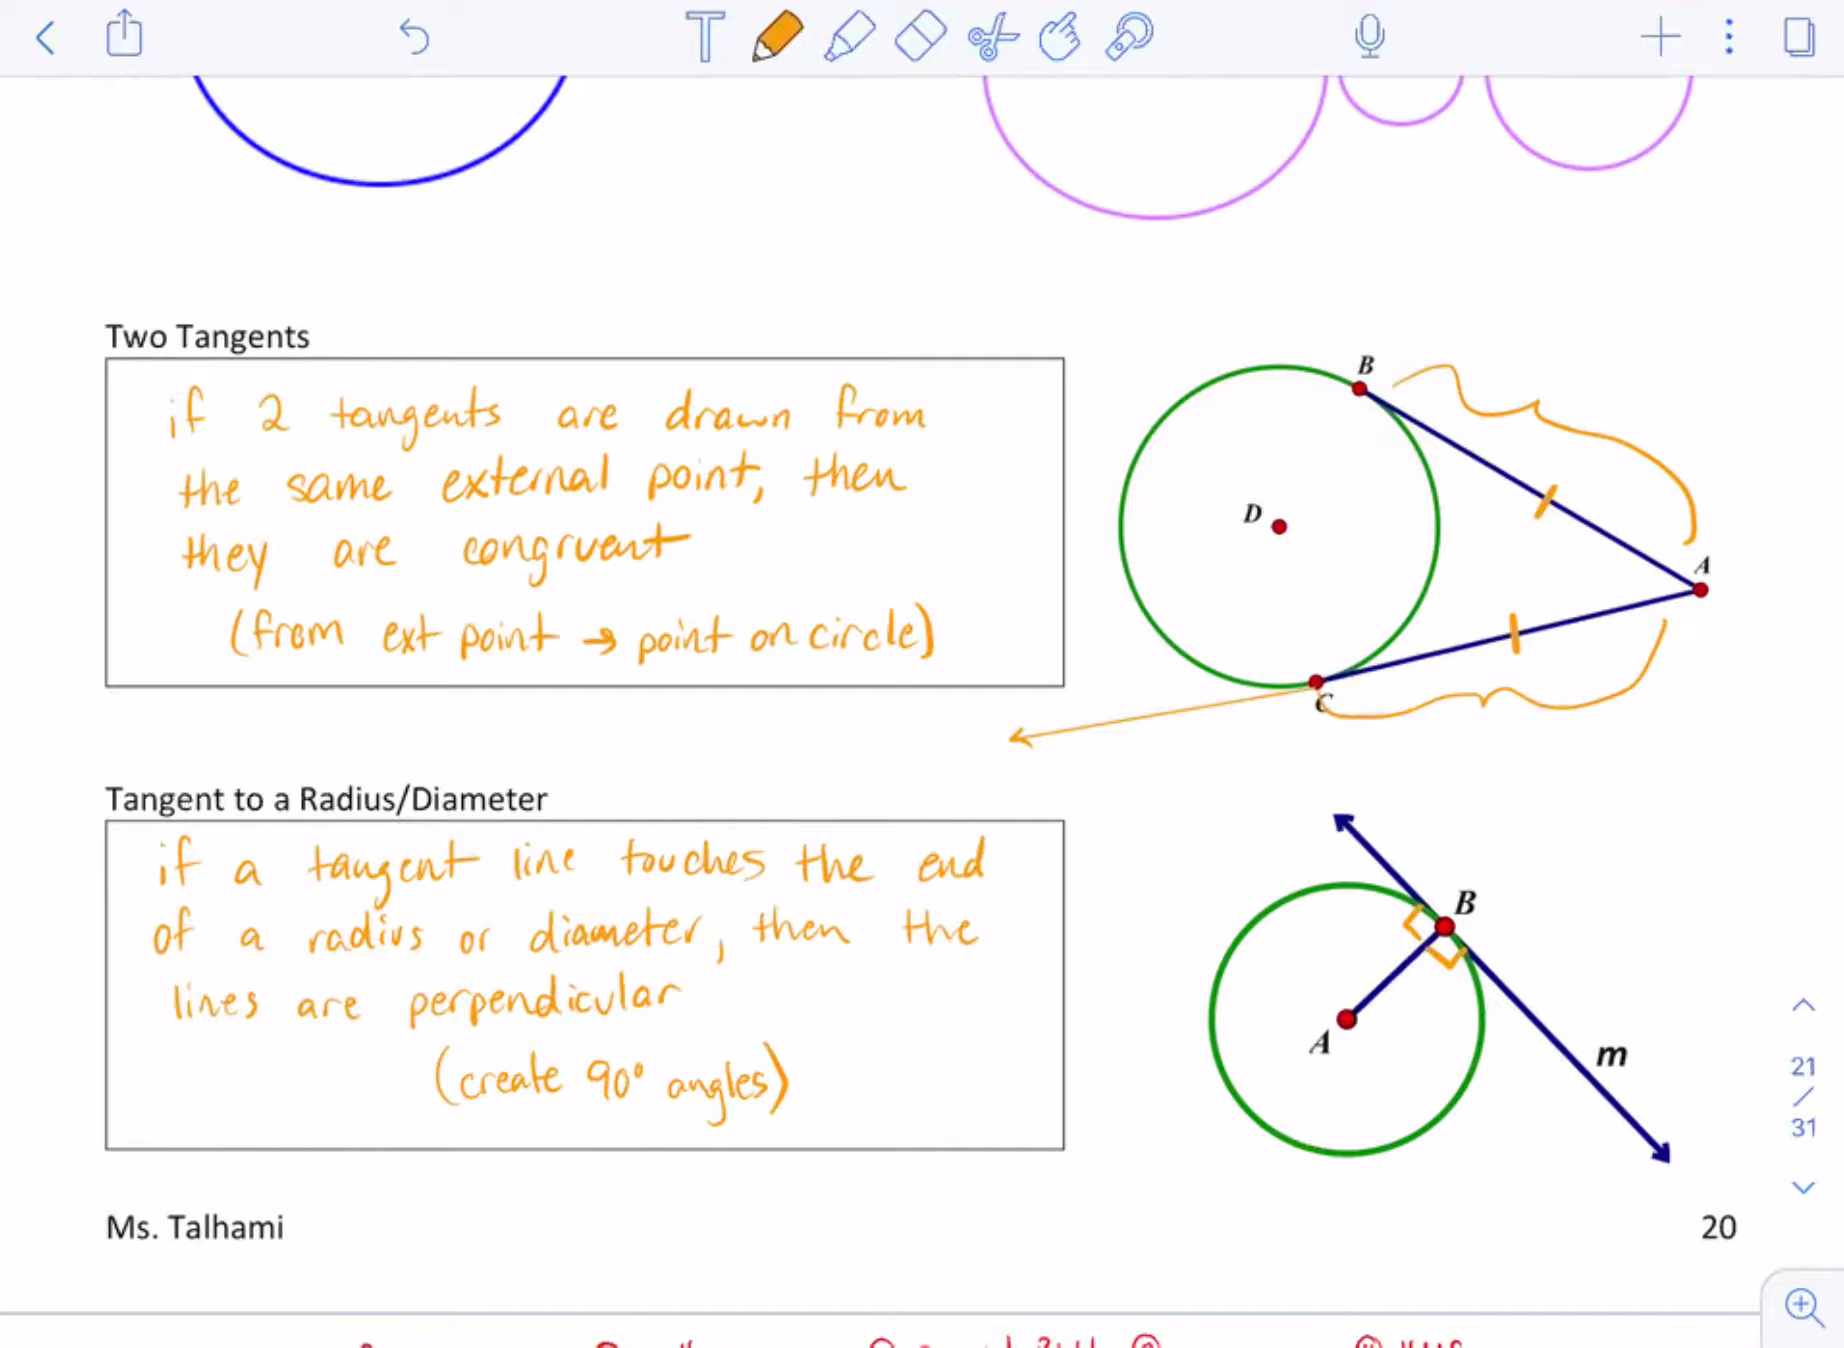 Two Tangents
if 2 tangents are drawn from
the same external point, then
they are congruent
(from ext point → point on circle)
B
D
A
C
Tangent to a Radius/Diameter
if a tangent line touches the end
of a radius or diameter, then the
lines are perpendicular
(create 90° angles)
B
A
m
21
/
31
Ms. Talhami
20